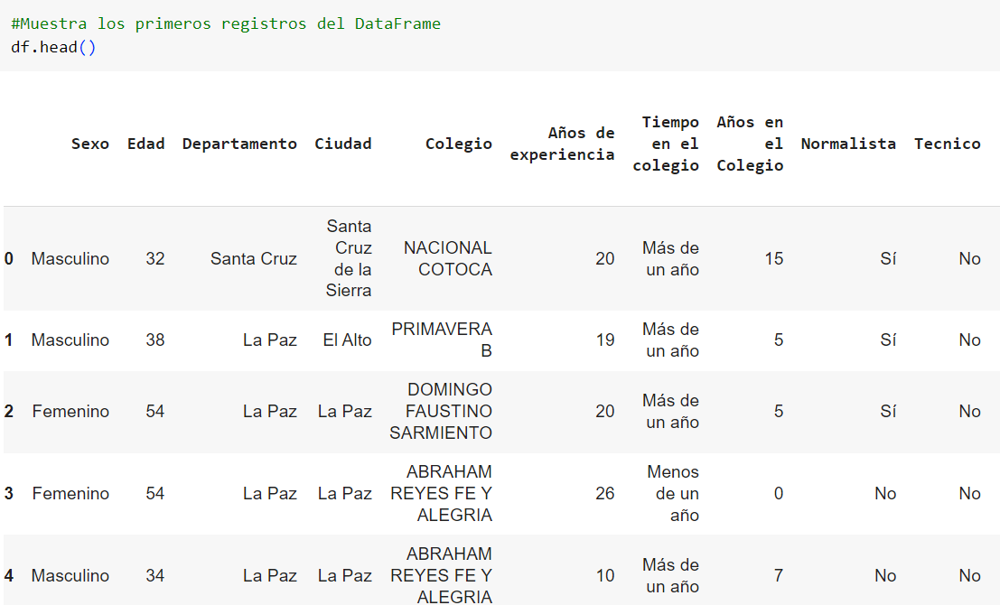 #Muestra los primeros registros del DataFrame
df.head()
Sexo Edad Departamento Ciudad Colegio Años de experiencia Tiempo en el colegio Años en el Colegio Normalista Tecnico
0 Masculino 32 Santa Cruz Santa Cruz de la Sierra NACIONAL COTOCA 20 Más de un año 15 Sí No
1 Masculino 38 La Paz El Alto PRIMAVERA B 19 Más de un año 5 Sí No
2 Femenino 54 La Paz La Paz DOMINGO FAUSTINO SARMIENTO 20 Más de un año 5 Sí No
3 Femenino 54 La Paz La Paz ABRAHAM REYES FE Y ALEGRIA 26 Menos de un año 0 No No
4 Masculino 34 La Paz La Paz ABRAHAM REYES FE Y ALEGRIA 10 Más de un año 7 No No